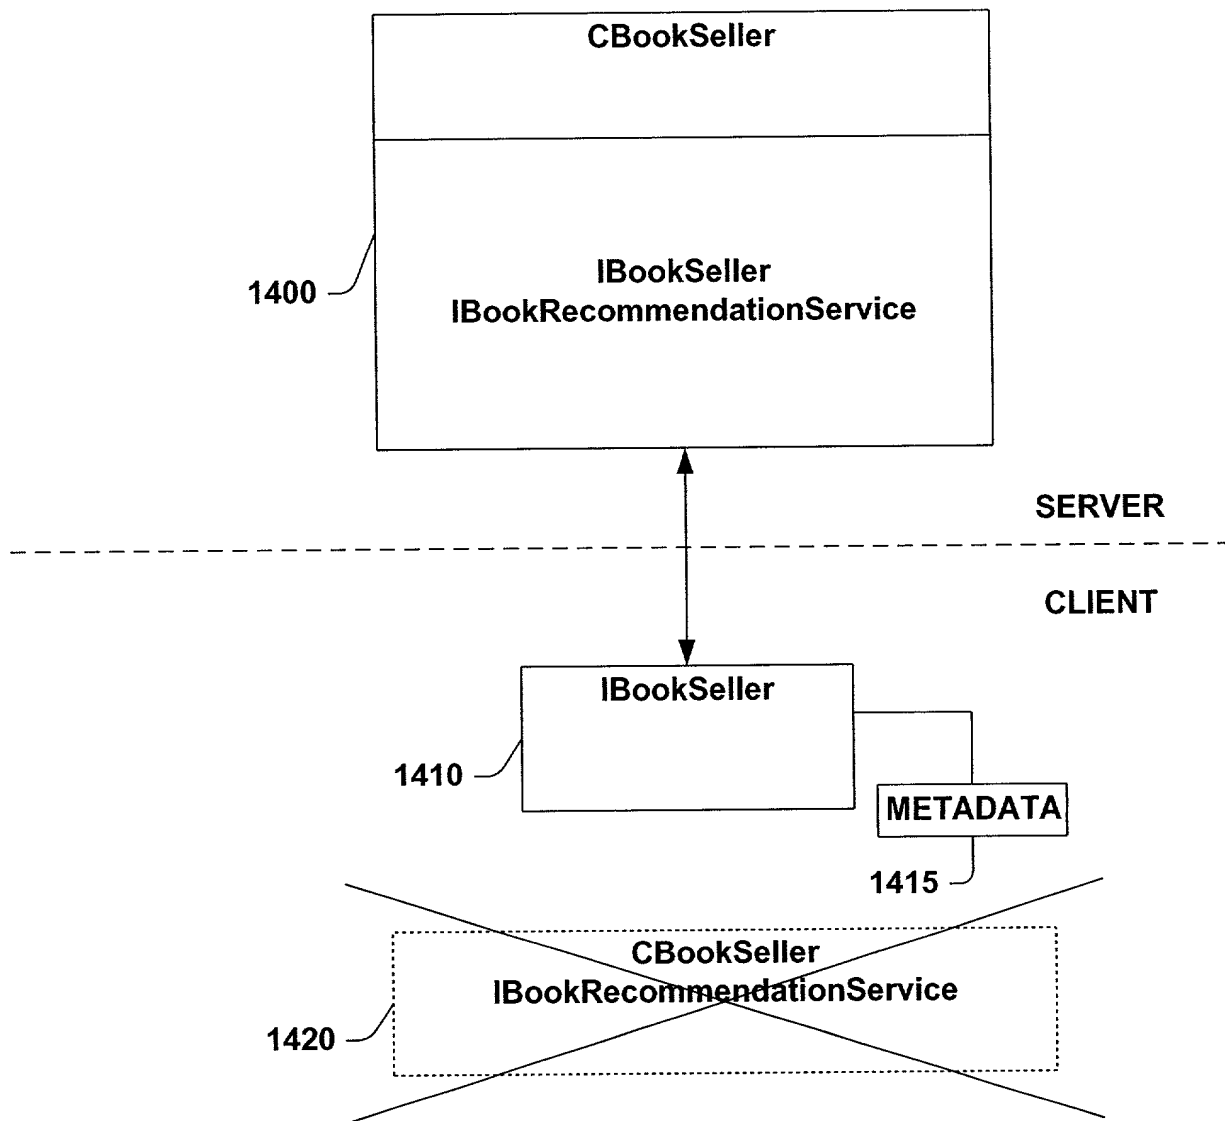 CBookSeller
IBookSeller
IBookRecommendationService
1400
SERVER
CLIENT
IBookSeller
1410
METADATA
1415
CBookSeller
IBookRecommendationService
1420